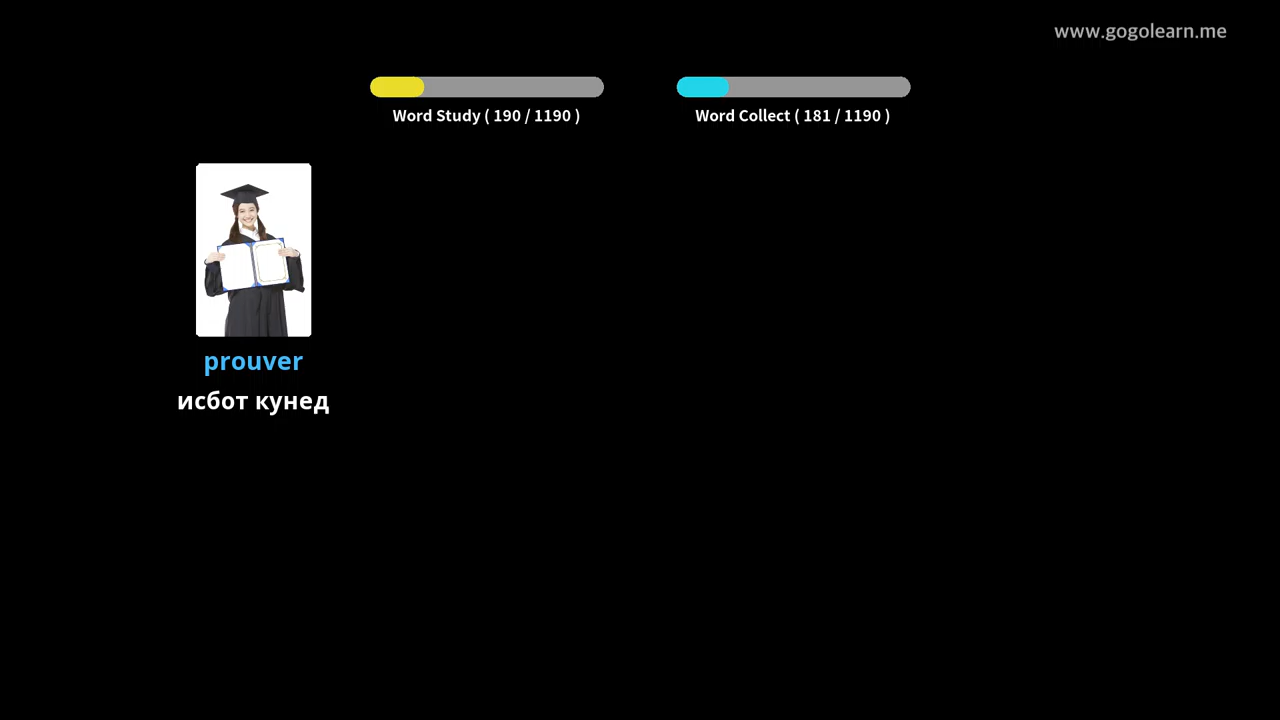 www.gogolearn.me
Word Study ( 190 / 1190 )
Word Collect ( 181 / 1190 )
prouver
исбот кунед